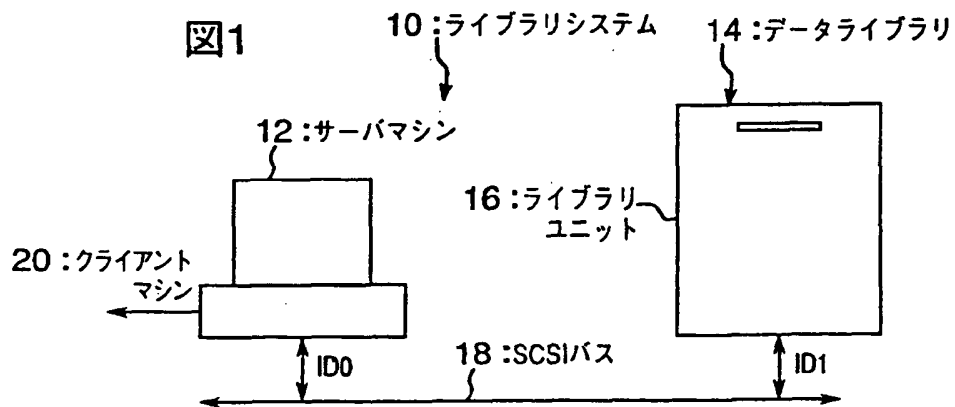 図1
10:ライブラリシステム
14:データライブラリ
12:サーバマシン
16:ライブラリ
ユニット
20:クライアント
マシン
ID0
18:SCSIバス
ID1